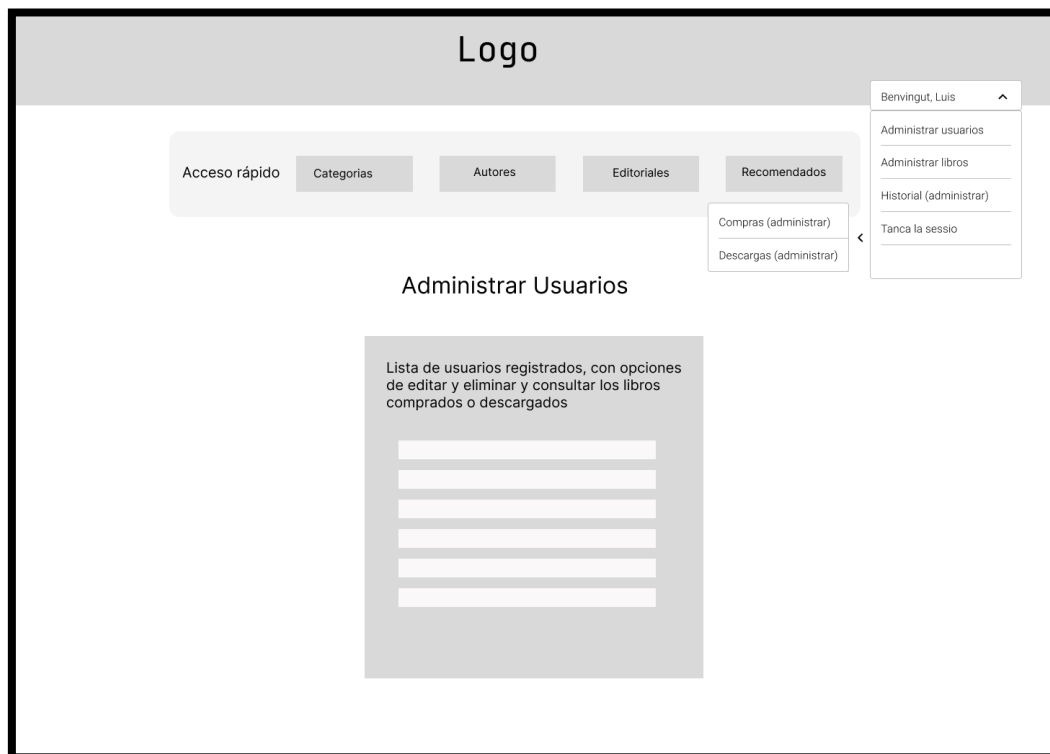 Logo
Benvingut, Luis
Administrar usuarios
Administrar libros
Historial (administrar)
Tanca la sessio
Acceso rápido
Categorias
Autores
Editoriales
Recomendados
Compras (administrar)
Descargas (administrar)
Administrar Usuarios
Lista de usuarios registrados, con opciones
de editar y eliminar y consultar los libros
comprados o descargados